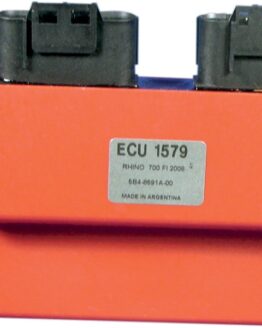 ECU 1579
RHINO 700 FI 2008
5B4-8591A-00
MADE IN ARGENTINA